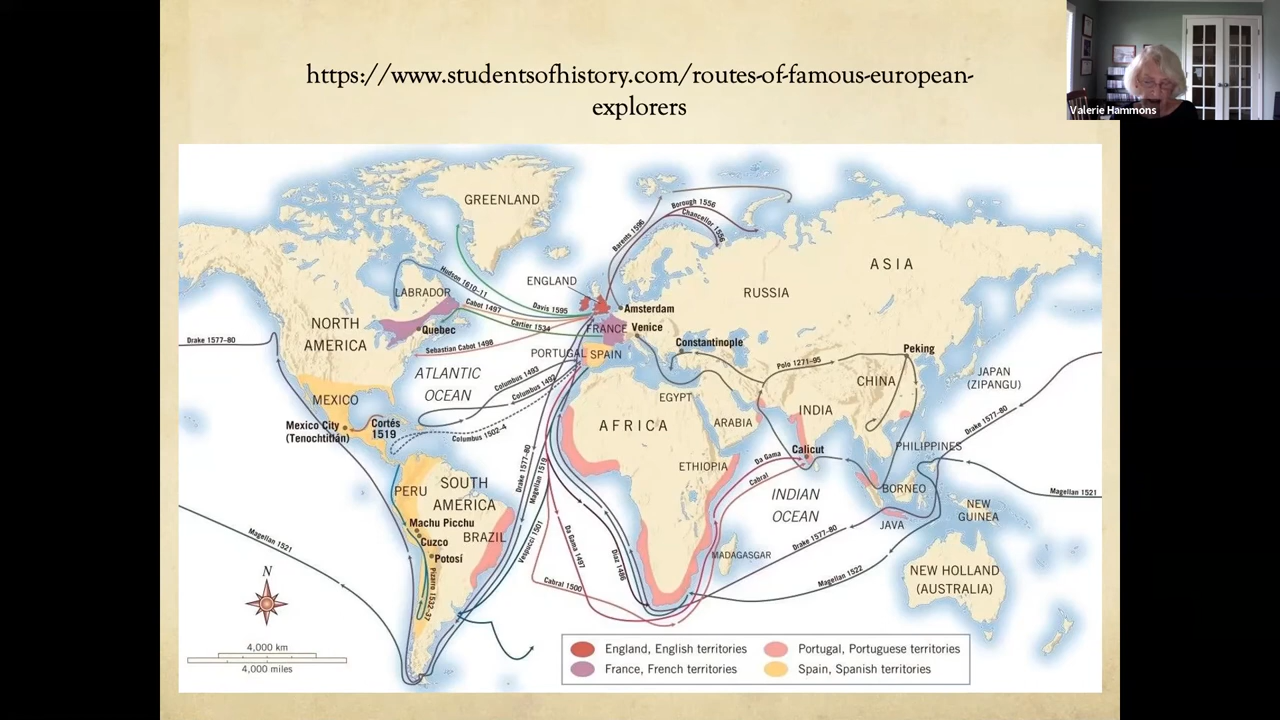 https://www.studentsofhistory.com/routes-of-famous-european-
explorers
Valerie Hammons
GREENLAND
Borough 1556
Chancellor 1556
Barents 1596
ASIA
ENGLAND
RUSSIA
Hudson 1610-11
LABRADOR
Cabot 1497
Davis 1595
Amsterdam
NORTH
AMERICA
Quebec
Cartier 1534
FRANCE
Venice
Drake 1577-80
Sebastian Cabot 1498
Constantinople
Peking
PORTUGAL
SPAIN
Polo 1271-95
ATLANTIC
OCEAN
Columbus 1493
Columbus 1492
CHINA
JAPAN
(ZIPANGU)
MEXICO
EGYPT
INDIA
Mexico City
(Tenochtitlán)
Cortés
1519
Columbus 1502-4
AFRICA
ARABIA
Drake 1577-80
PHILIPPINES
Calicut
Da Gama
Cabral
ETHIOPIA
Drake 1577-80
Magellan 1519
SOUTH
AMERICA
PERU
INDIAN
OCEAN
BORNEO
Magellan 1521
NEW
GUINEA
JAVA
Machu Picchu
Cuzco
BRAZIL
Potosí
Pizarro 1532-37
Vespucci 1501
Da Gama 1497
Diaz 1486
Cabral 1500
MADAGASCAR
Drake 1577-80
Magellan 1522
Magellan 1521
NEW HOLLAND
(AUSTRALIA)
N
4,000 km
4,000 miles
England, English territories
Portugal, Portuguese territories
France, French territories
Spain, Spanish territories